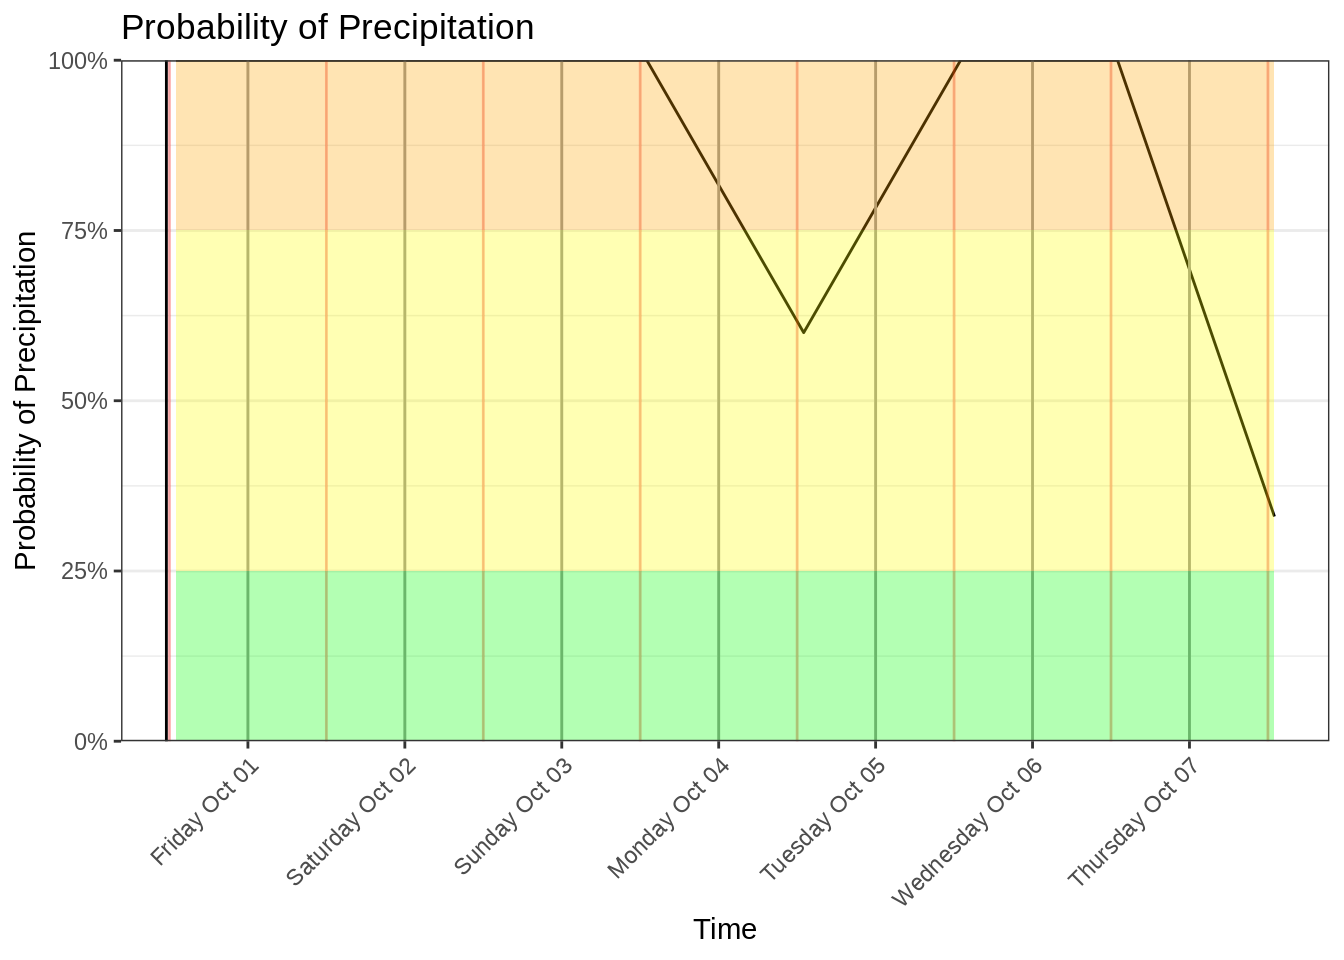 Probability of Precipitation
Probability of Precipitation
100%
75%
50%
25%
0%
Friday Oct 01
Saturday Oct 02
Sunday Oct 03
Monday Oct 04
Tuesday Oct 05
Wednesday Oct 06
Thursday Oct 07
Time